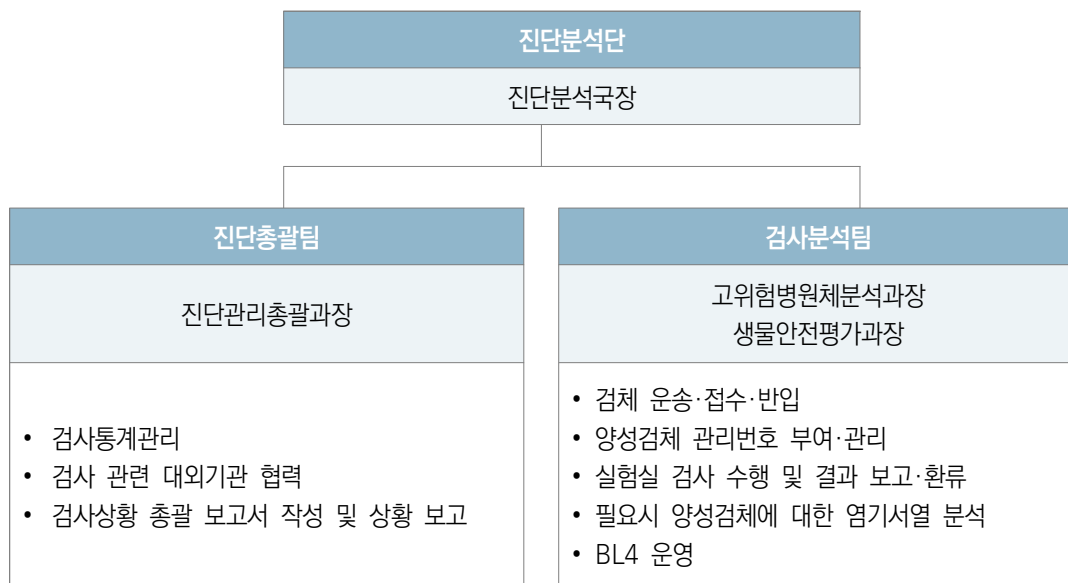 진단분석단
진단분석국장
진단총괄팀
진단관리총괄과장
• 검사통계관리
• 검사 관련 대외기관 협력
• 검사상황 총괄 보고서 작성 및 상황 보고
검사분석팀
고위험병원체분석과장
생물안전평가과장
• 검체 운송·접수·반입
• 양성검체 관리번호 부여·관리
• 실험실 검사 수행 및 결과 보고·환류
• 필요시 양성검체에 대한 염기서열 분석
• BL4 운영